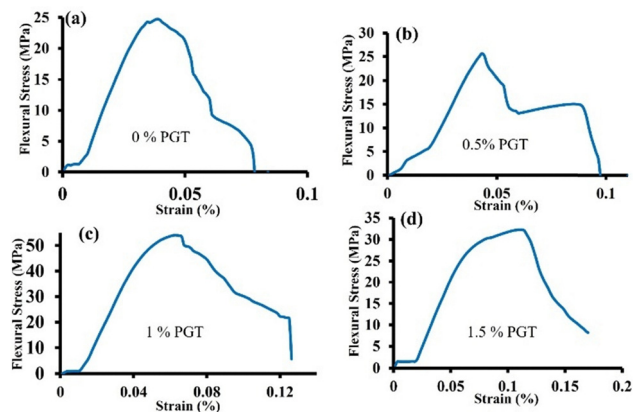 (a)
Flexural Stress (MPa)
25
20
15
10
5
0
0 % PGT
0 0.05 0.1
Strain (%)
(b)
Flexural Stress (MPa)
30
25
20
15
10
5
0
0.5% PGT
0 0.05 0.1
Strain (%)
(c)
Flexural Stress (MPa)
50
40
30
20
10
0
1 % PGT
0 0.04 0.08 0.12
Strain (%)
(d)
Flexural Stress (MPa)
35
30
25
20
15
10
5
0
1.5 % PGT
0 0.05 0.1 0.15 0.2
Strain (%)